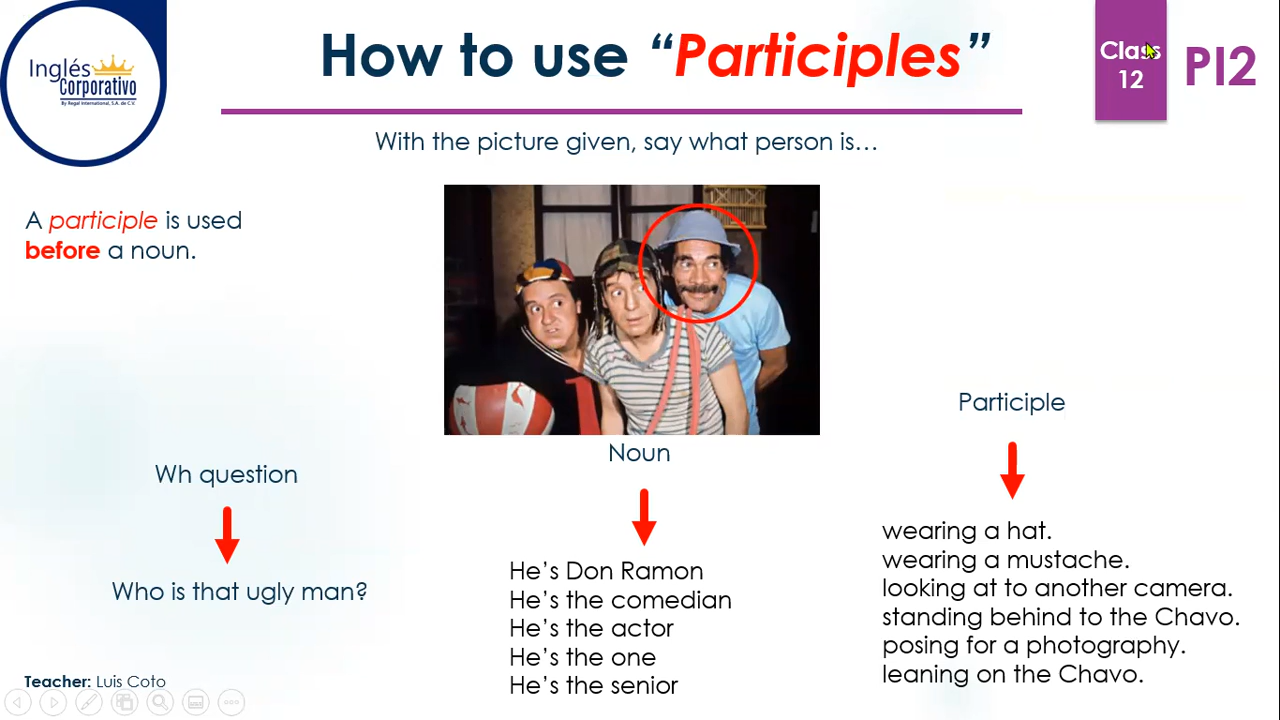 Inglés
Corporativo
By Regal International, S.A. de C.V.
How to use “Participles”
Class
12
PI2
With the picture given, say what person is...
A participle is used
before a noun.
Wh question
Who is that ugly man?
Noun
He’s Don Ramon
He’s the comedian
He’s the actor
He’s the one
He’s the senior
Participle
wearing a hat.
wearing a mustache.
looking at to another camera.
standing behind to the Chavo.
posing for a photography.
leaning on the Chavo.
Teacher: Luis Coto